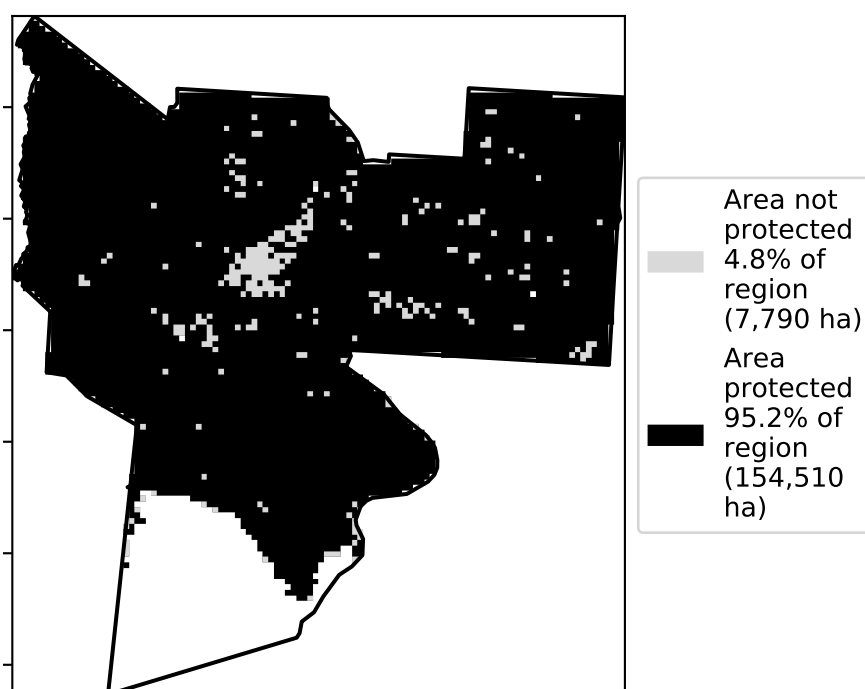 Area not
protected
4.8% of
region
(7,790 ha)
Area
protected
95.2% of
region
(154,510
ha)